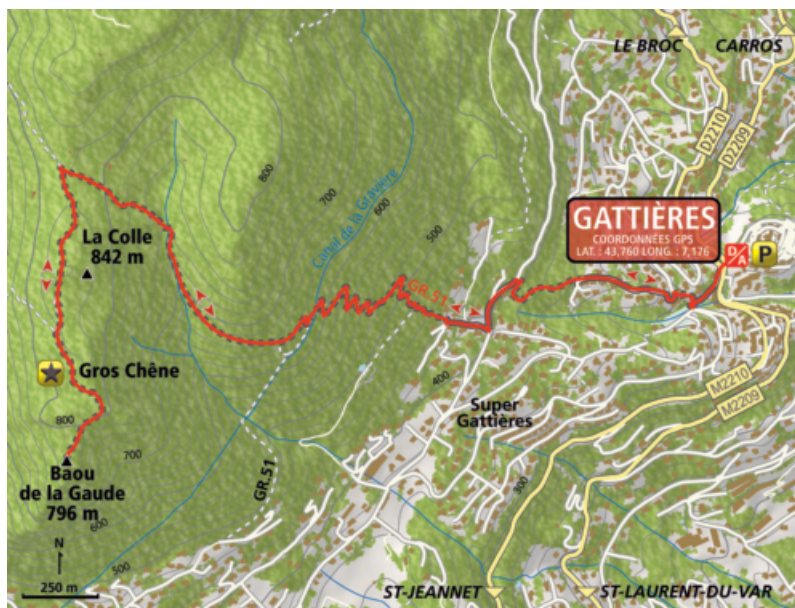 LE BROC
CARROS
D2210
D2209
800
700
600
500
Canal de la Gravière
GATTIÈRES
COORDONNÉES GPS
LAT. : 43,760 LONG. : 7,176
D/A
P
La Colle
842 m
GR.51
Gros Chêne
400
M2210
M2209
Super
Gattières
800
700
Baou
de la Gaude
796 m
GR.51
300
600
500
N
250 m
ST-JEANNET
ST-LAURENT-DU-VAR